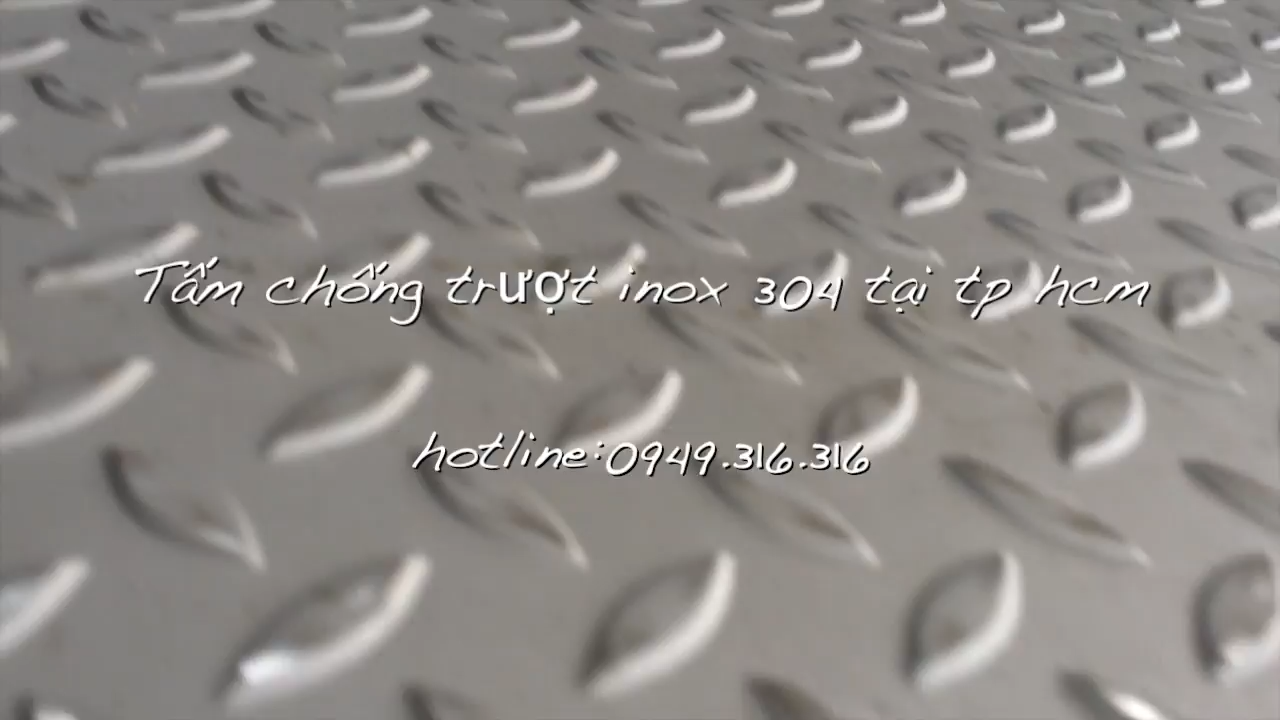 Tấm chống trượt inox 304 tại tp hcm
hotline:0949.316.316